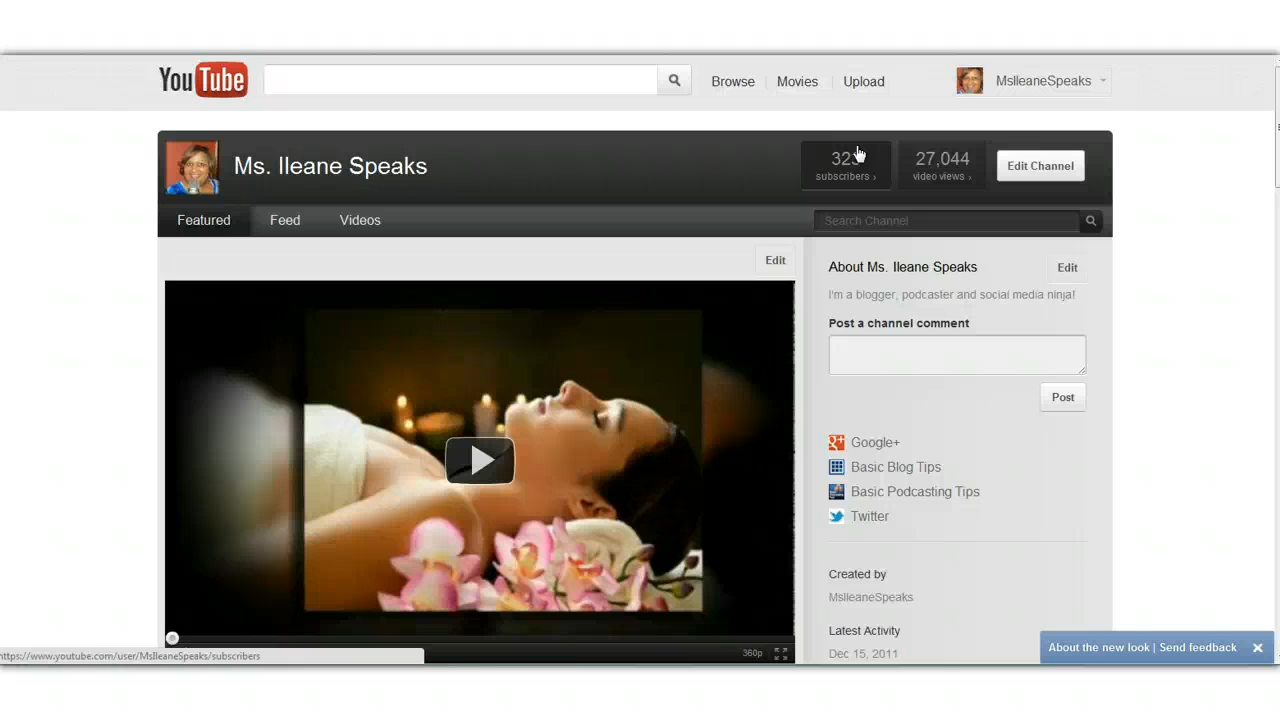 YouTube
Browse
Movies
Upload
MsIleaneSpeaks
Ms. Ileane Speaks
subscribers ›
27,044
video views ›
Edit Channel
Featured
Feed
Videos
Search Channel
Edit
About Ms. Ileane Speaks
Edit
I'm a blogger, podcaster and social media ninja!
Post a channel comment
Post
Google+
Basic Blog Tips
Basic Podcasting Tips
Twitter
Created by
MsIleaneSpeaks
Latest Activity
Dec 15, 2011
360p
https://www.youtube.com/user/MsIleaneSpeaks/subscribers
About the new look | Send feedback